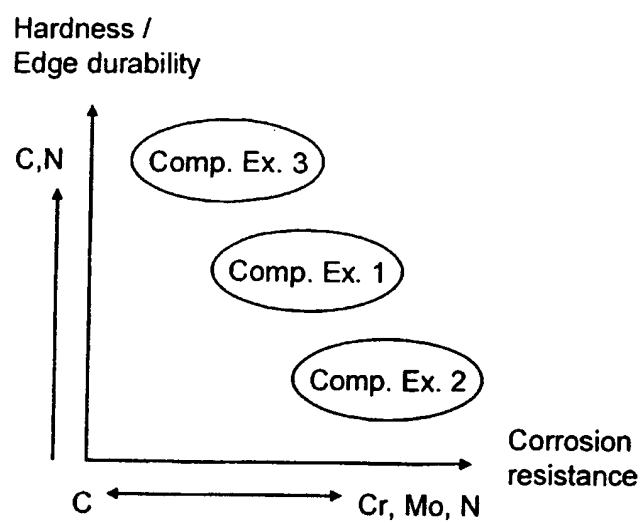 Hardness /
Edge durability
C,N
Comp. Ex. 3
Comp. Ex. 1
Comp. Ex. 2
Corrosion
resistance
C
Cr, Mo, N